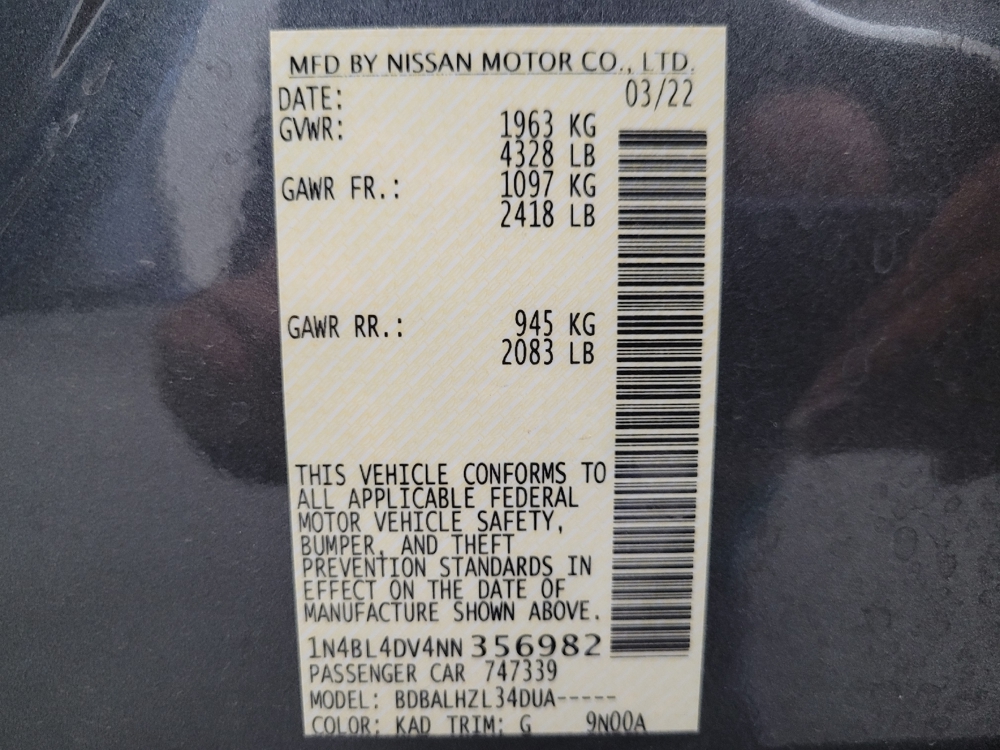 MFD BY NISSAN MOTOR CO., LTD.
DATE: 03/22
GVWR: 1963 KG
4328 LB
GAWR FR.: 1097 KG
2418 LB
GAWR RR.: 945 KG
2083 LB
THIS VEHICLE CONFORMS TO
ALL APPLICABLE FEDERAL
MOTOR VEHICLE SAFETY,
BUMPER, AND THEFT
PREVENTION STANDARDS IN
EFFECT ON THE DATE OF
MANUFACTURE SHOWN ABOVE.
1N4BL4DV4NN 356982
PASSENGER CAR 747339
MODEL: BDBALHZL34DUA-----
COLOR: KAD TRIM: G 9N00A